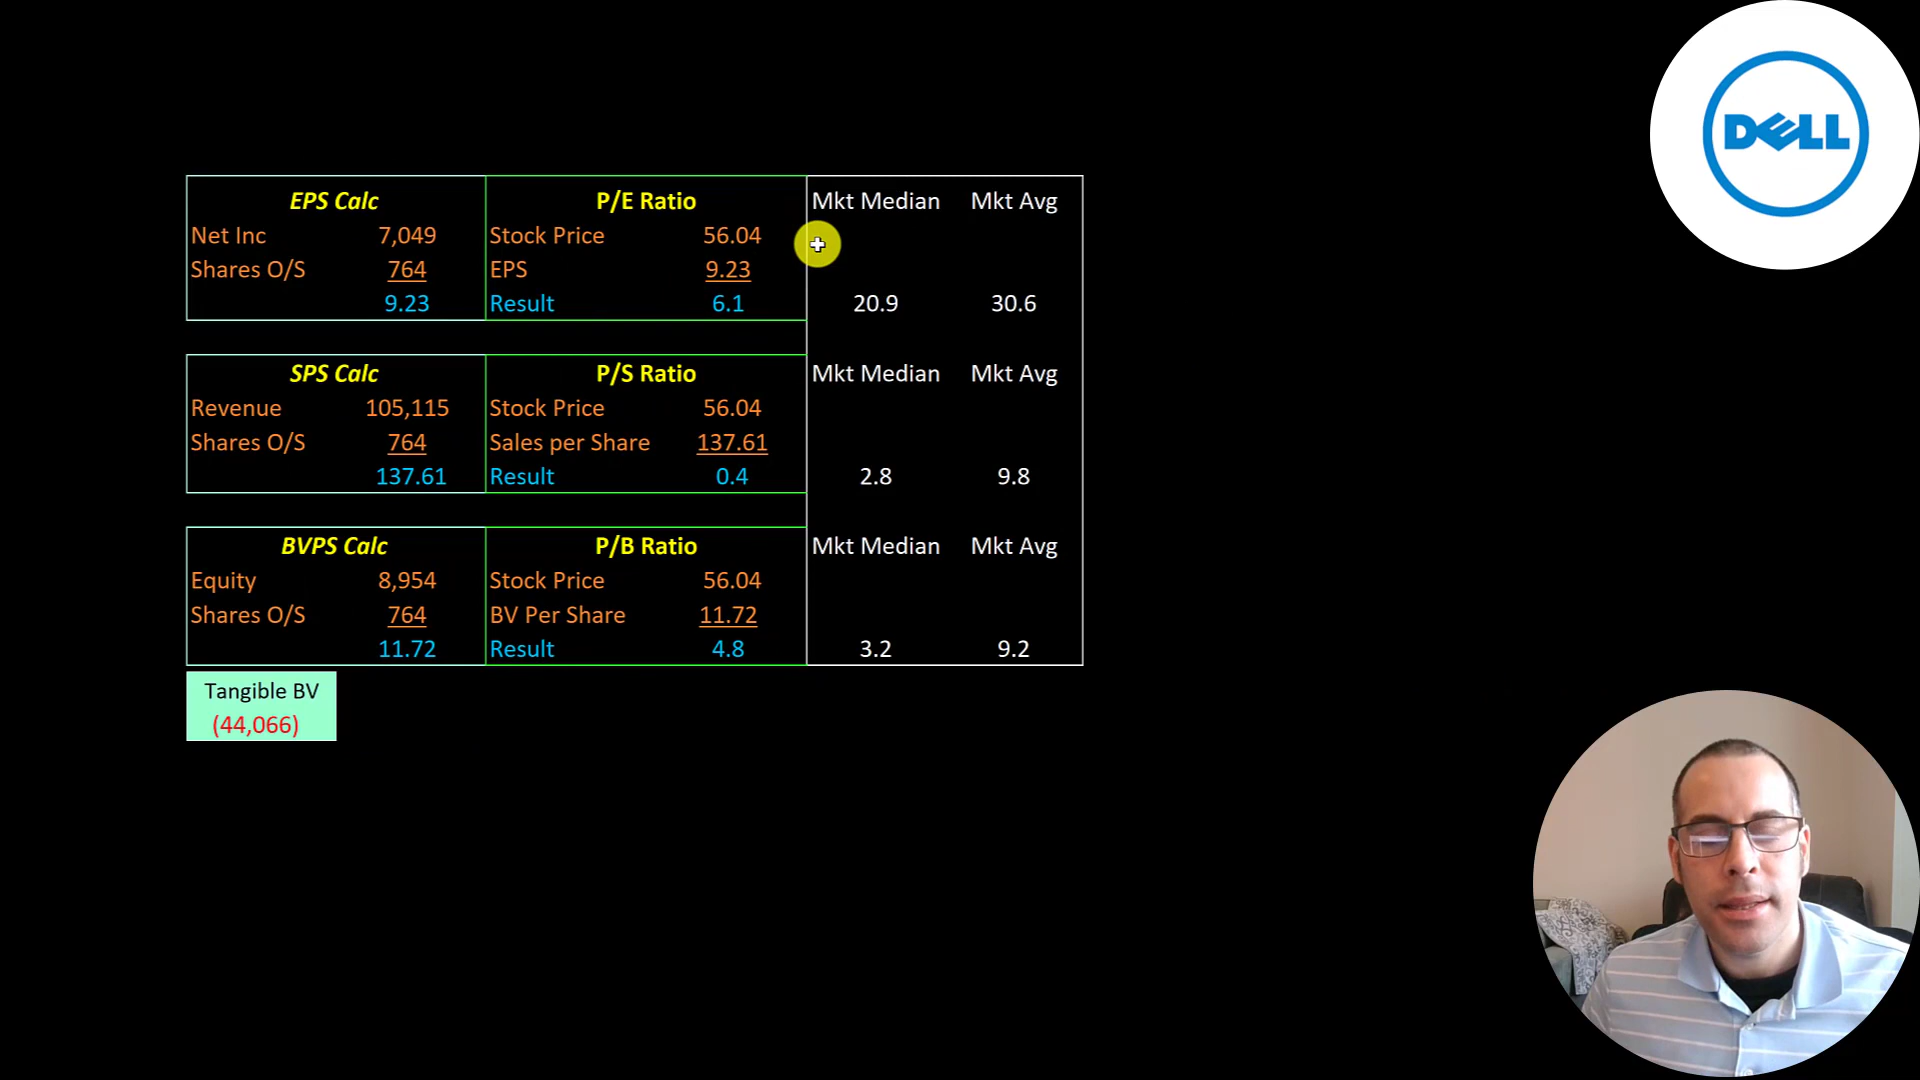 DELL
EPS Calc P/E Ratio Mkt Median Mkt Avg
Net Inc 7,049 Stock Price 56.04
Shares O/S 764 EPS 9.23
9.23 Result 6.1 20.9 30.6
SPS Calc P/S Ratio Mkt Median Mkt Avg
Revenue 105,115 Stock Price 56.04
Shares O/S 764 Sales per Share 137.61
137.61 Result 0.4 2.8 9.8
BVPS Calc P/B Ratio Mkt Median Mkt Avg
Equity 8,954 Stock Price 56.04
Shares O/S 764 BV Per Share 11.72
11.72 Result 4.8 3.2 9.2
Tangible BV
(44,066)